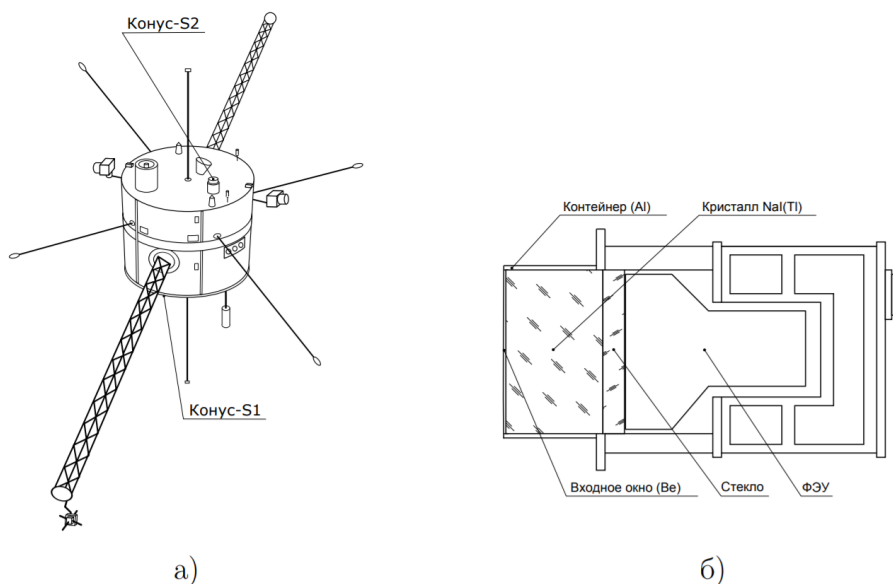 Конус-S2
Конус-S1
Контейнер (Al)
Кристалл NaI(Tl)
Входное окно (Be)
Стекло
ФЭУ
а)
б)